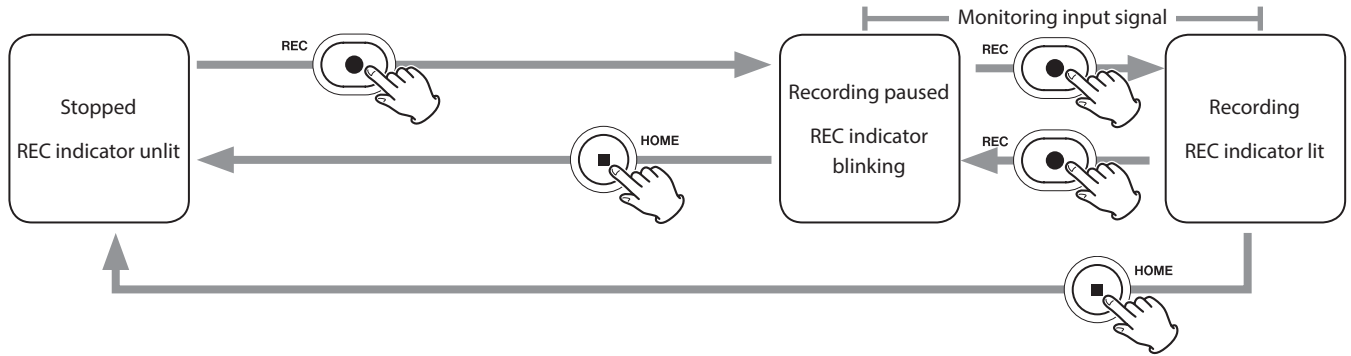 Monitoring input signal
REC
REC
Stopped
REC indicator unlit
HOME
Recording paused
REC indicator
blinking
REC
Recording
REC indicator lit
HOME